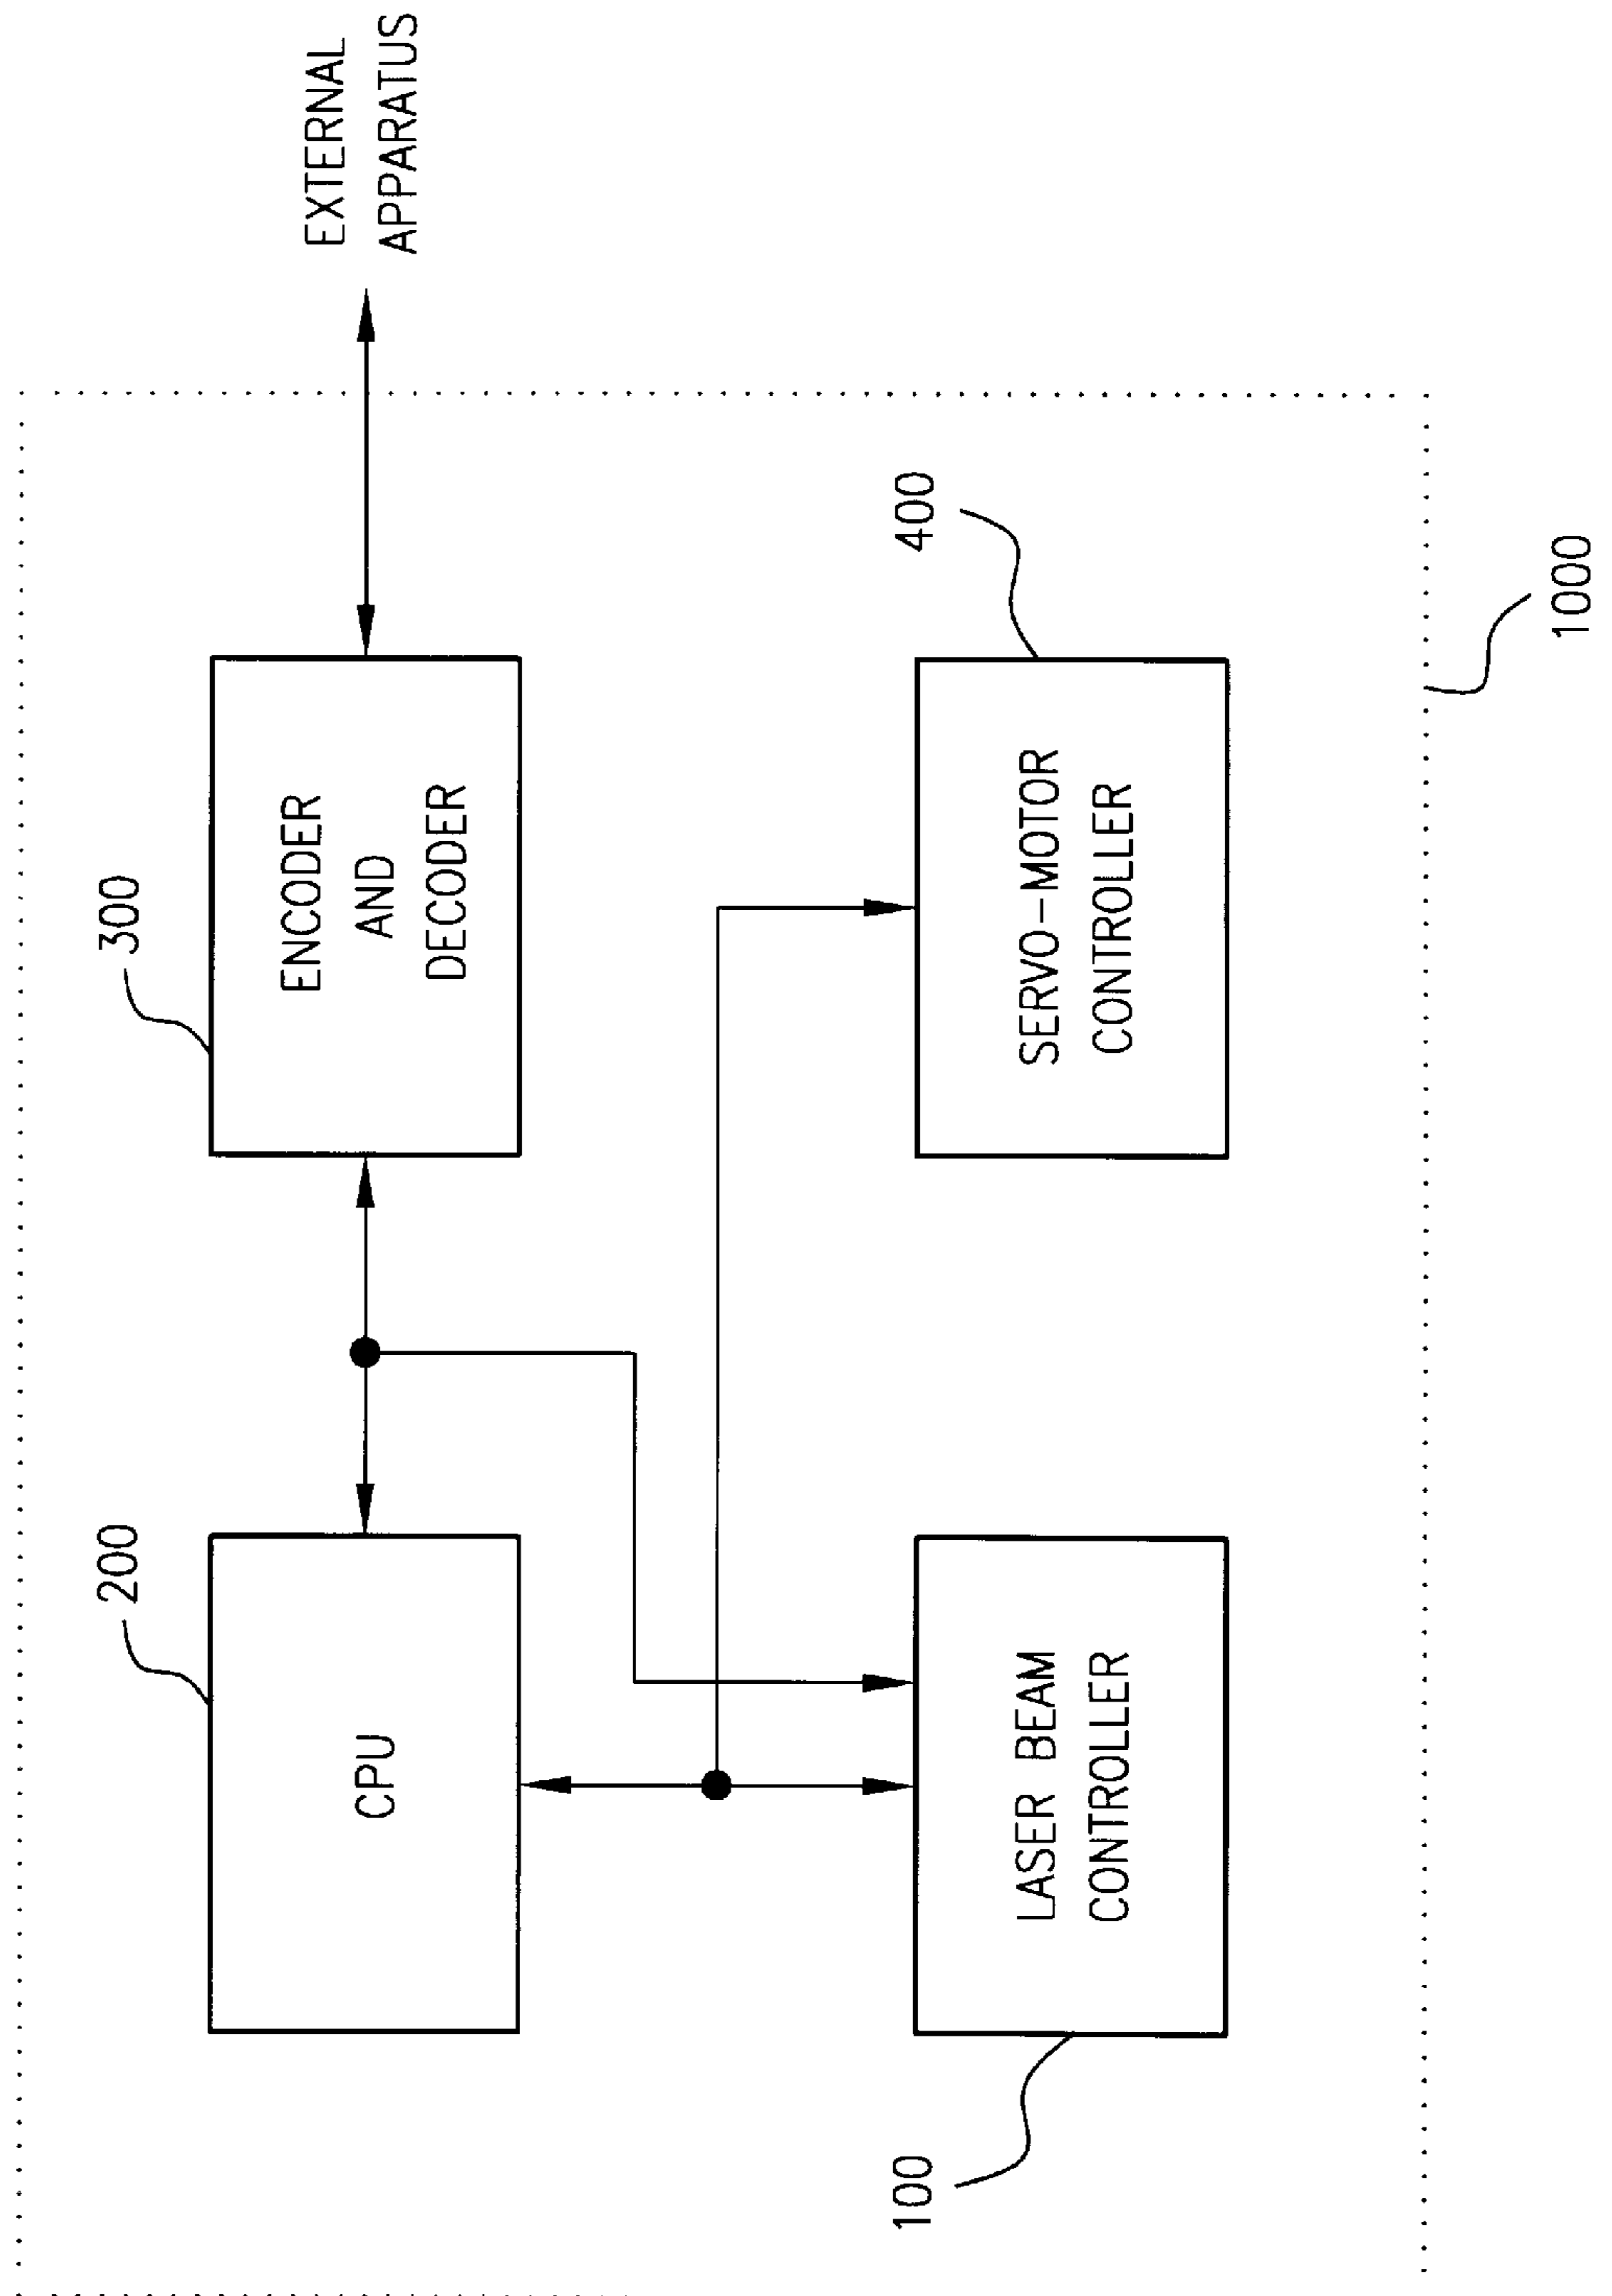 200
CPU
300
ENCODER
AND
DECODER
EXTERNAL
APPARATUS
100
LASER BEAM
CONTROLLER
400
SERVO-MOTOR
CONTROLLER
1000